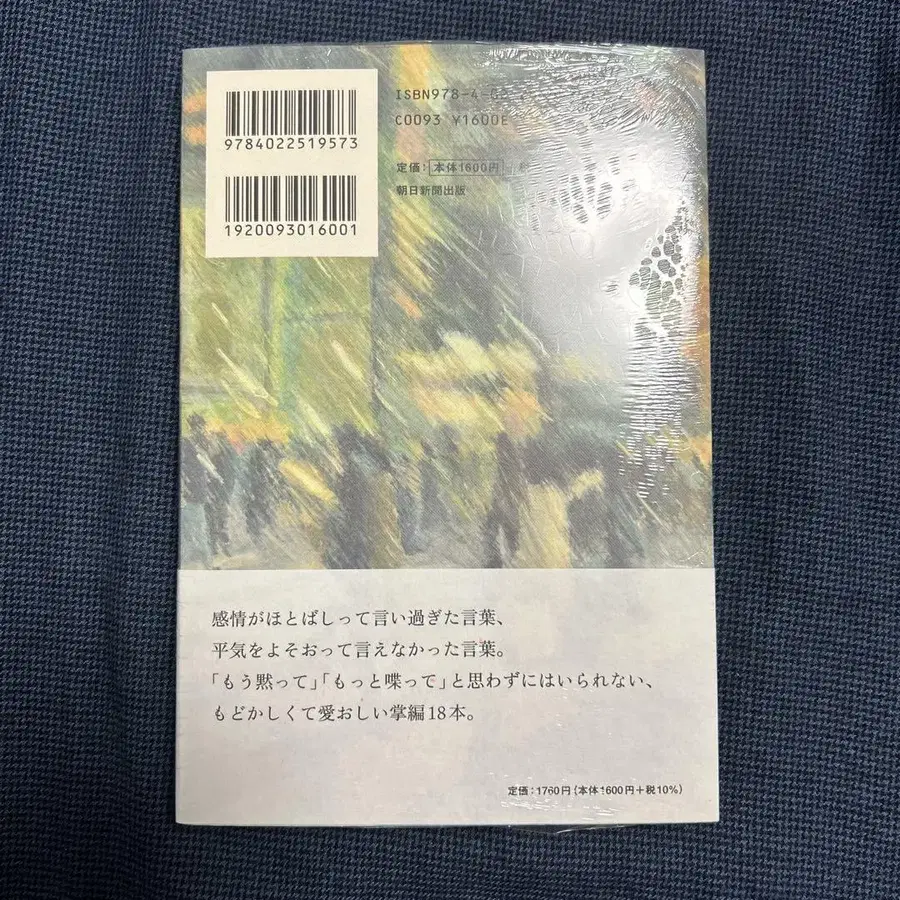 9784022519573
1920093016001
ISBN978-4-0
C0093 ¥1600E
定価:本体1600円
朝日新聞出版
感情がほとばしって言い過ぎた言葉、
平気をよそおって言えなかった言葉。
「もう黙って」「もっと喋って」と思わずにはいられない、
もどかしくて愛おしい掌編18本。
定価:1760円(本体1600円+税10%)